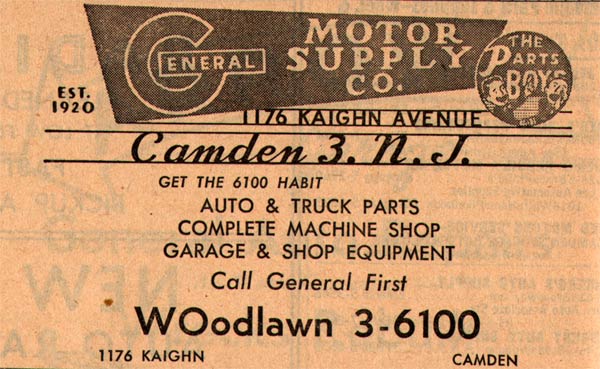 GENERAL MOTOR SUPPLY CO.
THE PARTS BOYS
EST. 1920
1176 KAIGHN AVENUE
Camden 3. N. J.
GET THE 6100 HABIT
AUTO & TRUCK PARTS
COMPLETE MACHINE SHOP
GARAGE & SHOP EQUIPMENT
Call General First
WOodlawn 3-6100
1176 KAIGHN CAMDEN